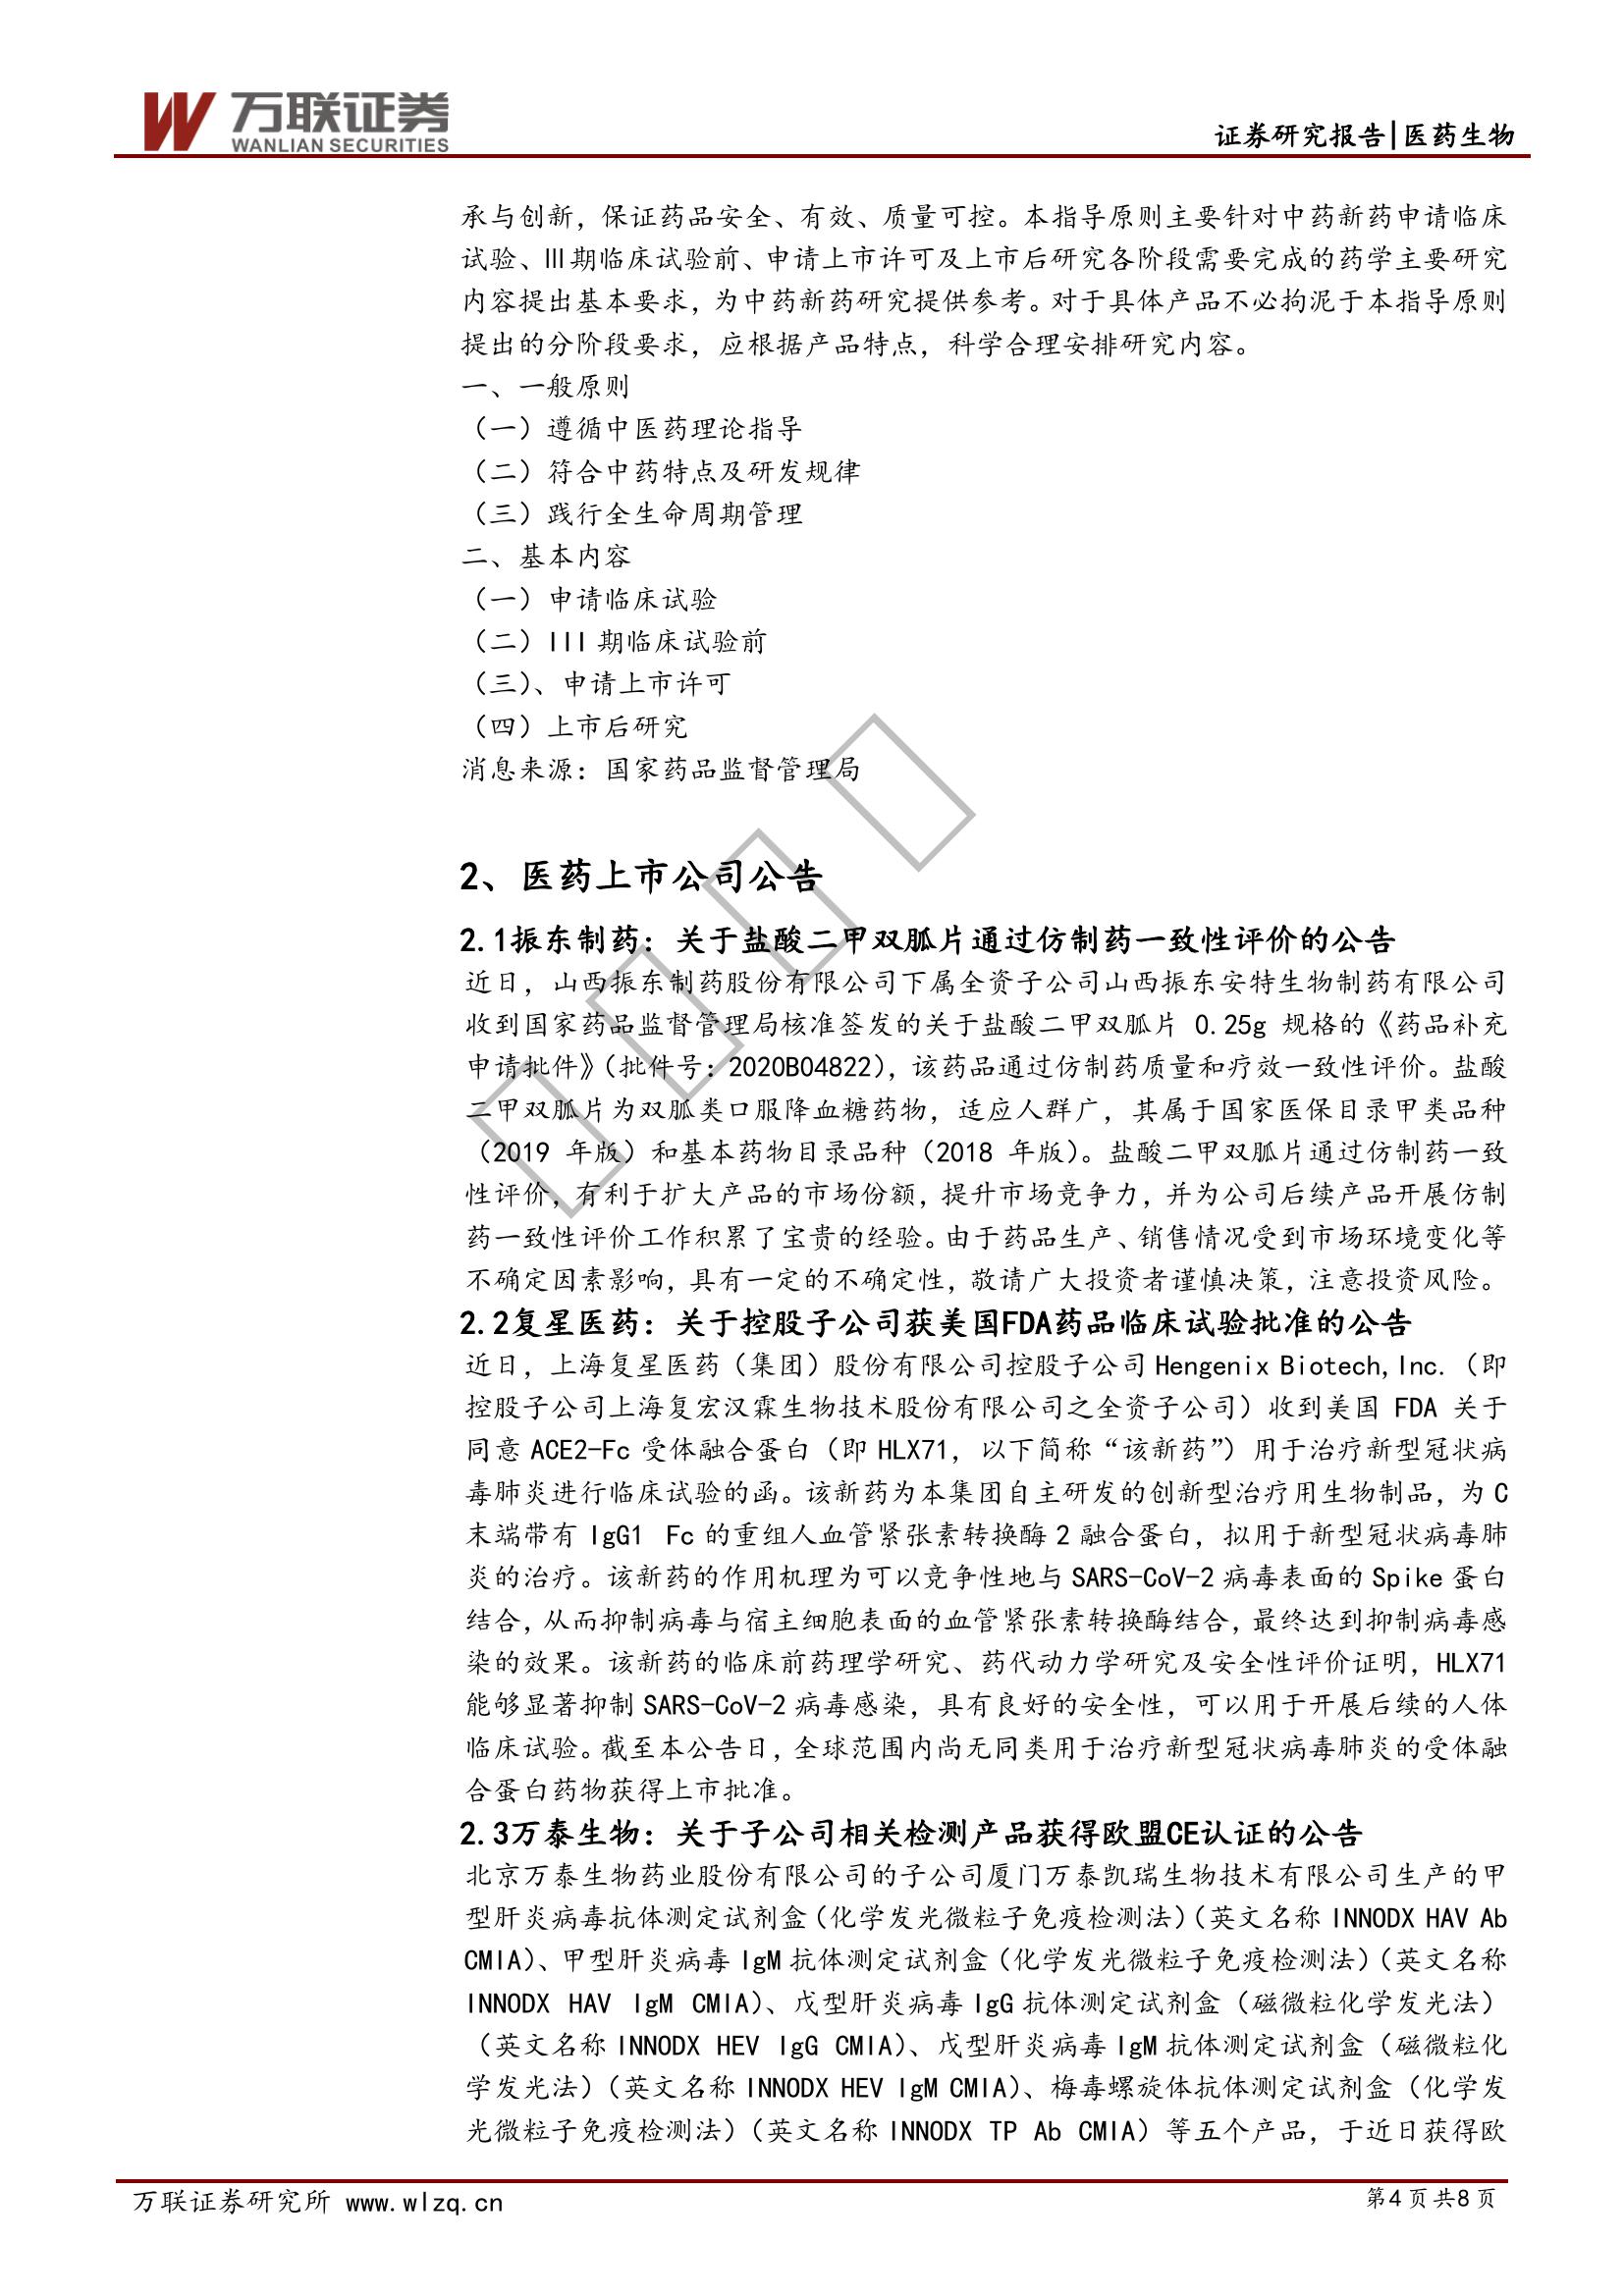 万联证券
WANLIAN SECURITIES
证券研究报告|医药生物
承与创新，保证药品安全、有效、质量可控。本指导原则主要针对中药新药申请临床
试验、III期临床试验前、申请上市许可及上市后研究各阶段需要完成的药学主要研究
内容提出基本要求，为中药新药研究提供参考。对于具体产品不必拘泥于本指导原则
提出的分阶段要求，应根据产品特点，科学合理安排研究内容。
一、一般原则
（一）遵循中医药理论指导
（二）符合中药特点及研发规律
（三）践行全生命周期管理
二、基本内容
（一）申请临床试验
（二）III 期临床试验前
（三）、申请上市许可
（四）上市后研究
消息来源：国家药品监督管理局
2、医药上市公司公告
2.1振东制药：关于盐酸二甲双胍片通过仿制药一致性评价的公告
近日，山西振东制药股份有限公司下属全资子公司山西振东安特生物制药有限公司
收到国家药品监督管理局核准签发的关于盐酸二甲双胍片 0.25g 规格的《药品补充
申请批件》（批件号：2020B04822），该药品通过仿制药质量和疗效一致性评价。盐酸
二甲双胍片为双胍类口服降血糖药物，适应人群广，其属于国家医保目录甲类品种
（2019 年版）和基本药物目录品种（2018 年版）。盐酸二甲双胍片通过仿制药一致
性评价，有利于扩大产品的市场份额，提升市场竞争力，并为公司后续产品开展仿制
药一致性评价工作积累了宝贵的经验。由于药品生产、销售情况受到市场环境变化等
不确定因素影响，具有一定的不确定性，敬请广大投资者谨慎决策，注意投资风险。
2.2复星医药：关于控股子公司获美国FDA药品临床试验批准的公告
近日，上海复星医药（集团）股份有限公司控股子公司 Hengenix Biotech,Inc.（即
控股子公司上海复宏汉霖生物技术股份有限公司之全资子公司）收到美国 FDA 关于
同意 ACE2-Fc 受体融合蛋白（即 HLX71，以下简称“该新药”）用于治疗新型冠状病
毒肺炎进行临床试验的函。该新药为本集团自主研发的创新型治疗用生物制品，为 C
末端带有 IgG1 Fc 的重组人血管紧张素转换酶 2 融合蛋白，拟用于新型冠状病毒肺
炎的治疗。该新药的作用机理为可以竞争性地与 SARS-CoV-2 病毒表面的 Spike 蛋白
结合，从而抑制病毒与宿主细胞表面的血管紧张素转换酶结合，最终达到抑制病毒感
染的效果。该新药的临床前药理学研究、药代动力学研究及安全性评价证明，HLX71
能够显著抑制 SARS-CoV-2 病毒感染，具有良好的安全性，可以用于开展后续的人体
临床试验。截至本公告日，全球范围内尚无同类用于治疗新型冠状病毒肺炎的受体融
合蛋白药物获得上市批准。
2.3万泰生物：关于子公司相关检测产品获得欧盟CE认证的公告
北京万泰生物药业股份有限公司的子公司厦门万泰凯瑞生物技术有限公司生产的甲
型肝炎病毒抗体测定试剂盒（化学发光微粒子免疫检测法）（英文名称 INNODX HAV Ab
CMIA）、甲型肝炎病毒 IgM 抗体测定试剂盒（化学发光微粒子免疫检测法）（英文名称
INNODX HAV IgM CMIA）、戊型肝炎病毒 IgG 抗体测定试剂盒（磁微粒化学发光法）
（英文名称 INNODX HEV IgG CMIA）、戊型肝炎病毒 IgM 抗体测定试剂盒（磁微粒化
学发光法）（英文名称 INNODX HEV IgM CMIA）、梅毒螺旋体抗体测定试剂盒（化学发
光微粒子免疫检测法）（英文名称 INNODX TP Ab CMIA）等五个产品，于近日获得欧
万联证券研究所 www.wlzq.cn
第4 页 共8 页